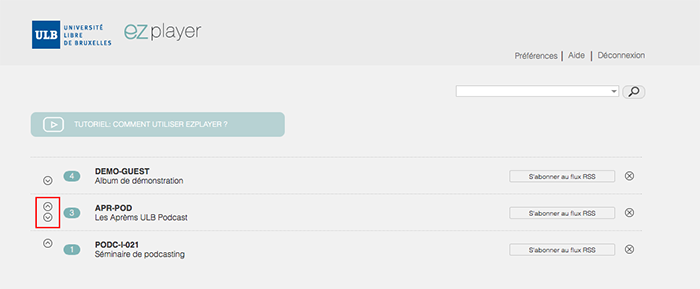 ULB
UNIVERSITÉ
LIBRE
DE BRUXELLES
ezplayer
Préférences | Aide | Déconnexion
TUTORIEL: COMMENT UTILISER EZPLAYER ?
4
DEMO-GUEST
Album de démonstration
S'abonner au flux RSS
3
APR-POD
Les Aprèms ULB Podcast
S'abonner au flux RSS
1
PODC-I-021
Séminaire de podcasting
S'abonner au flux RSS